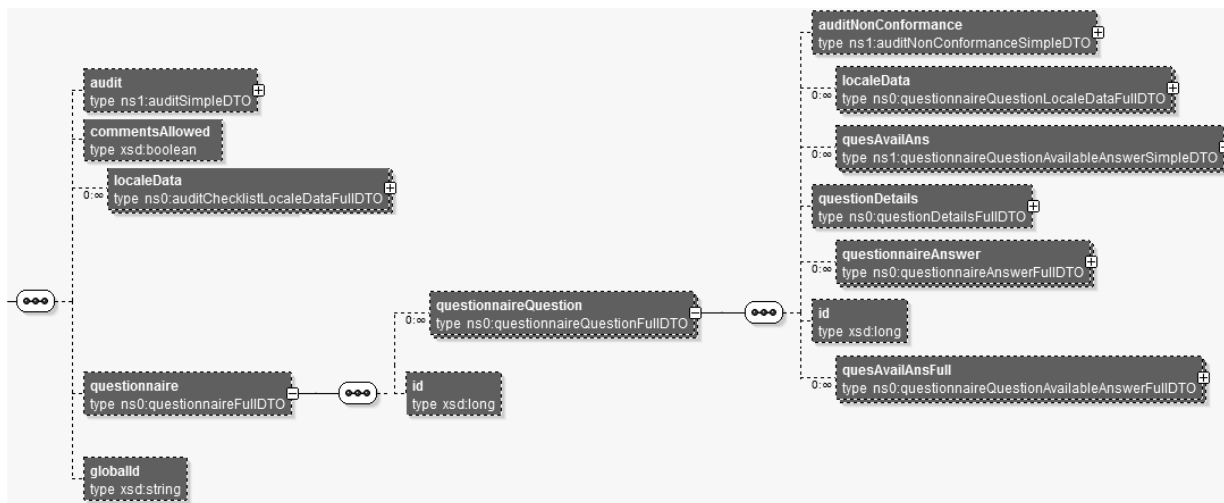 auditNonConformance
type ns1:auditNonConformanceSimpleDTO
audit
type ns1:auditSimpleDTO
localeData
type ns0:questionnaireQuestionLocaleDataFullDTO
0:∞
commentsAllowed
type xsd:boolean
quesAvailAns
type ns1:questionnaireQuestionAvailableAnswerSimpleDTO
0:∞
localeData
type ns0:auditChecklistLocaleDataFullDTO
0:∞
questionDetails
type ns0:questionDetailsFullDTO
questionnaireAnswer
type ns0:questionnaireAnswerFullDTO
0:∞
questionnaireQuestion
type ns0:questionnaireQuestionFullDTO
0:∞
id
type xsd:long
questionnaire
type ns0:questionnaireFullDTO
id
type xsd:long
quesAvailAnsFull
type ns0:questionnaireQuestionAvailableAnswerFullDTO
0:∞
globalId
type xsd:string